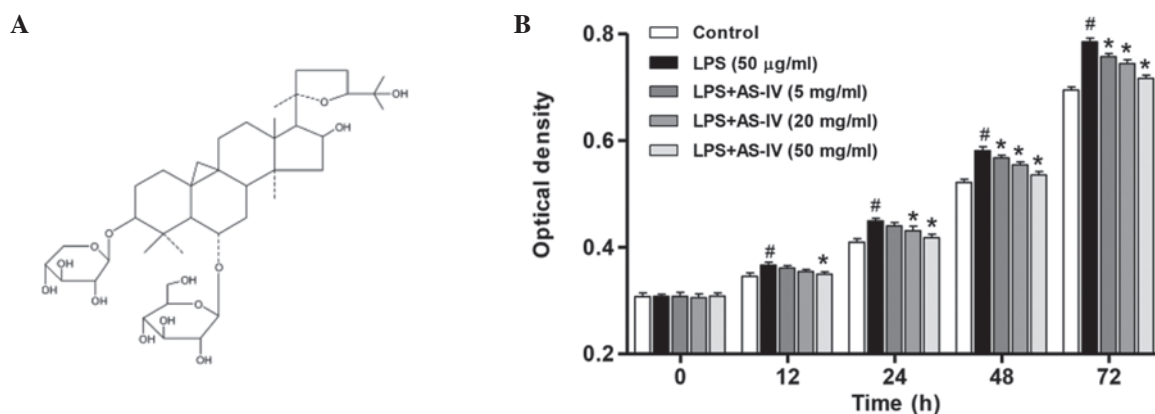 A
OH
O
OH
O
O
OH
OH
OH
O
HO
O
OH
OH
OH
B
Optical density
0.8
0.6
0.4
0.2
Control
LPS (50 μg/ml)
LPS+AS-IV (5 mg/ml)
LPS+AS-IV (20 mg/ml)
LPS+AS-IV (50 mg/ml)
#
*
#
* *
#
* * *
#
* * *
0 12 24 48 72
Time (h)